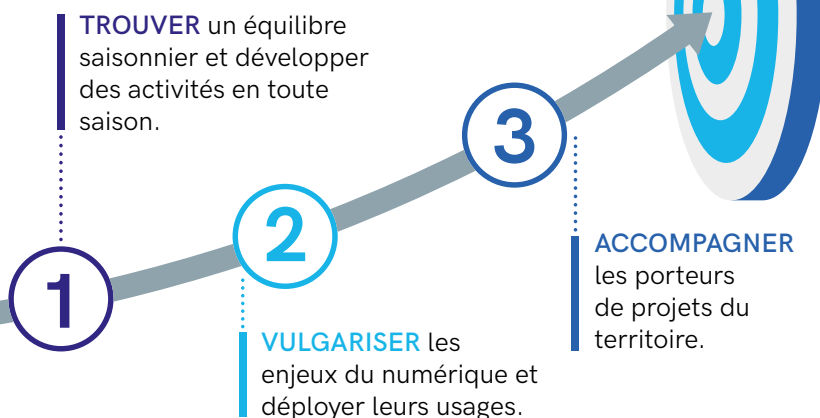 TROUVER un équilibre
saisonnier et développer
des activités en toute
saison.
1
2
VULGARISER les
enjeux du numérique et
déployer leurs usages.
3
ACCOMPAGNER
les porteurs
de projets du
territoire.